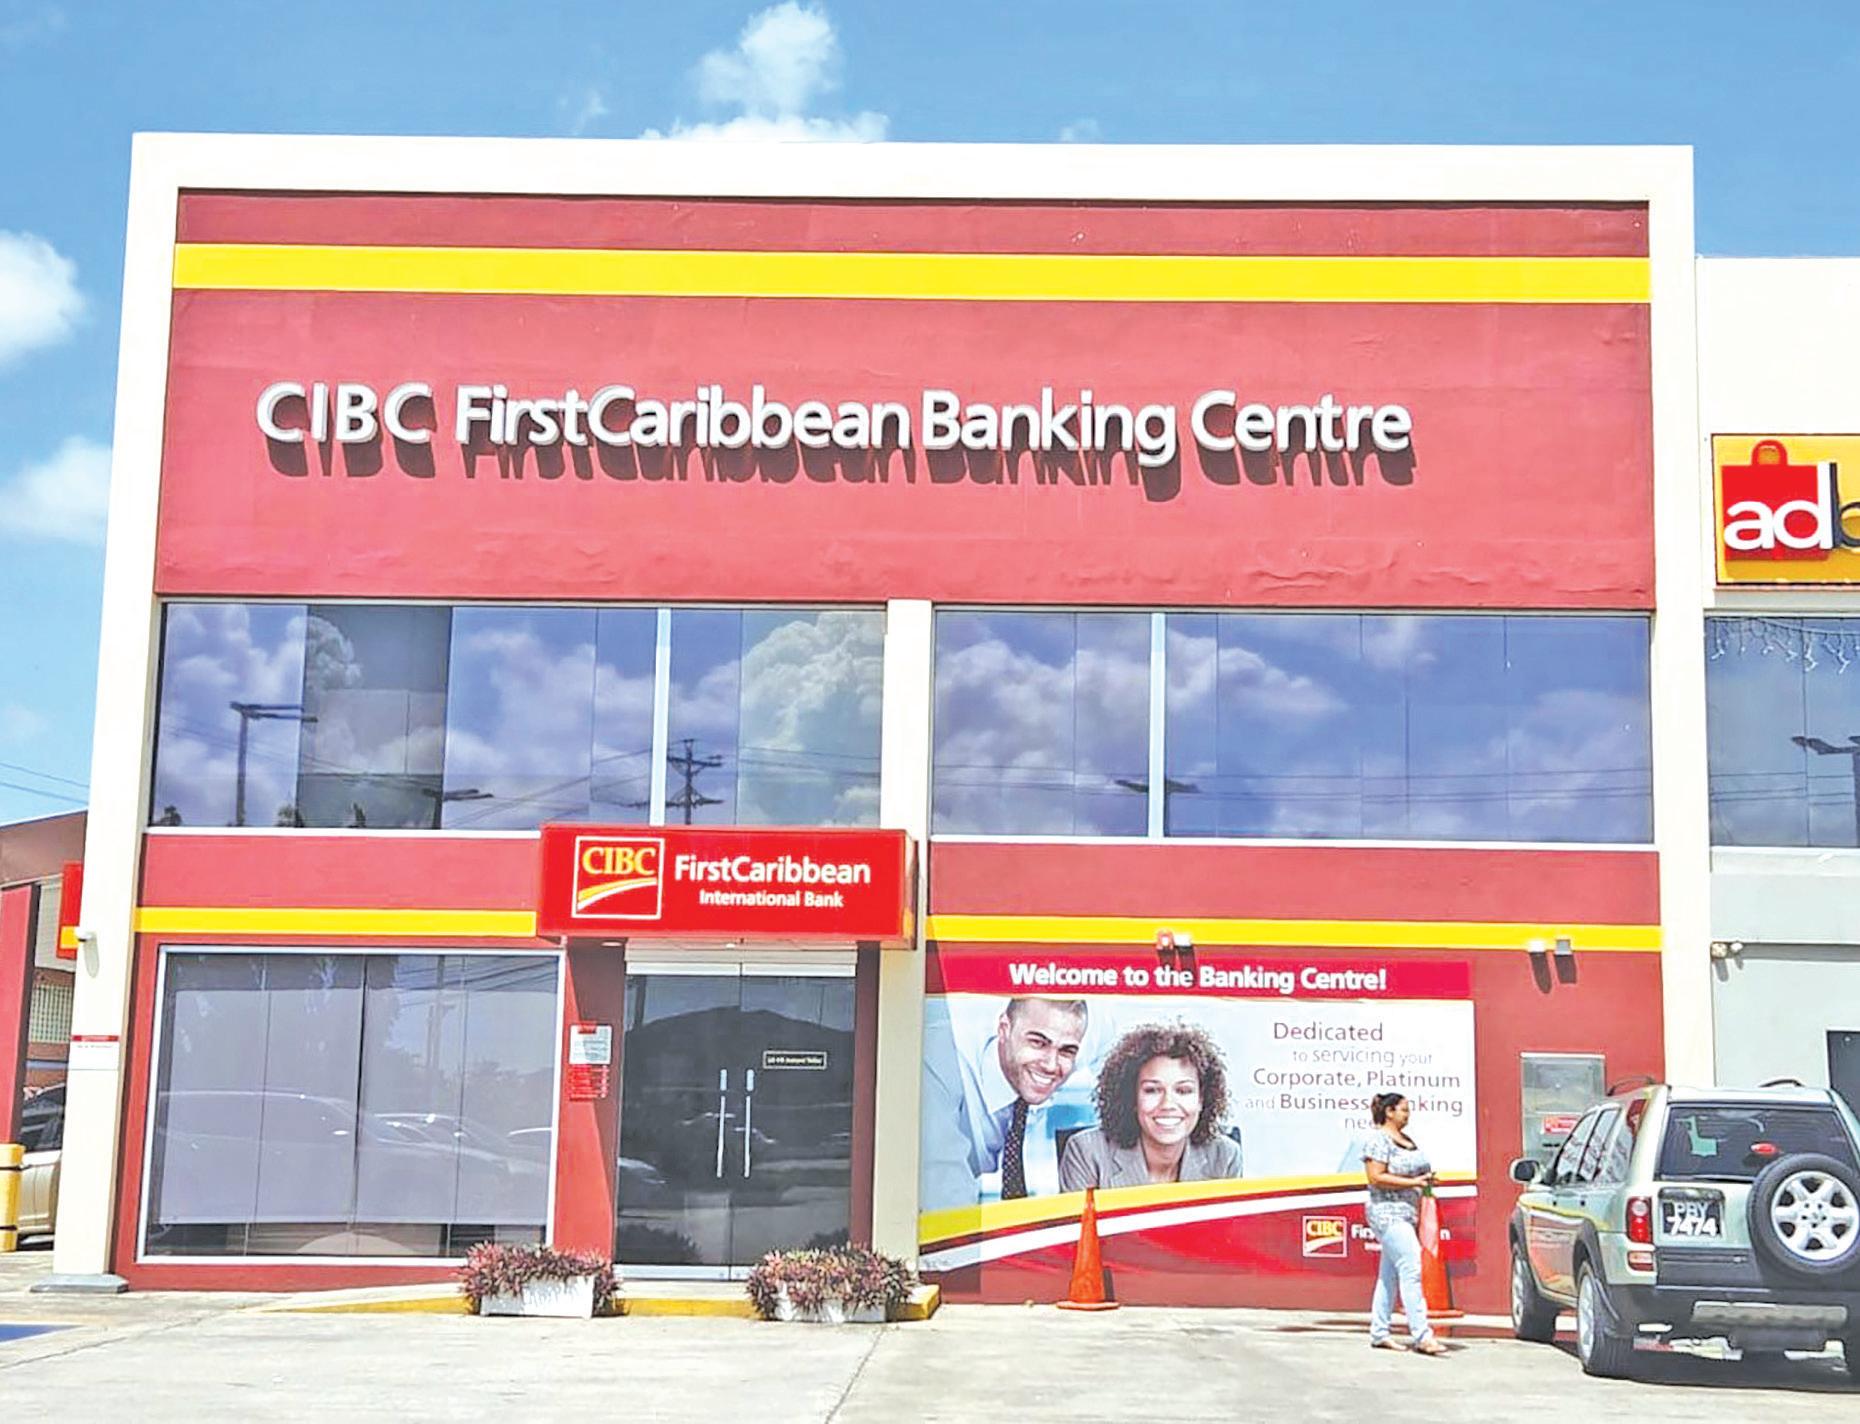 CIBC FirstCaribbean Banking Centre
ad
CIBC
FirstCaribbean
International Bank
Welcome to the Banking Centre!
Dedicated
to servicing your
Corporate, Platinum
and Business
CIBC
7474